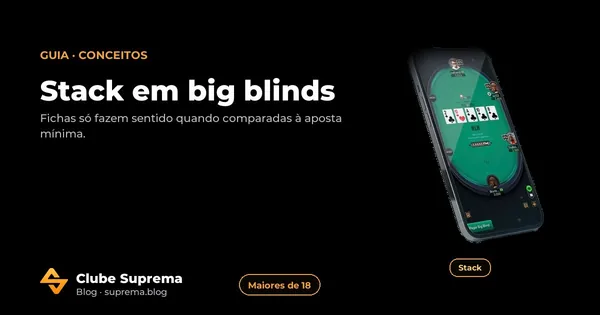 GUIA · CONCEITOS
Stack em big blinds
Fichas só fazem sentido quando comparadas à aposta
mínima.
Stack
Clube Suprema
Blog · suprema.blog
Maiores de 18